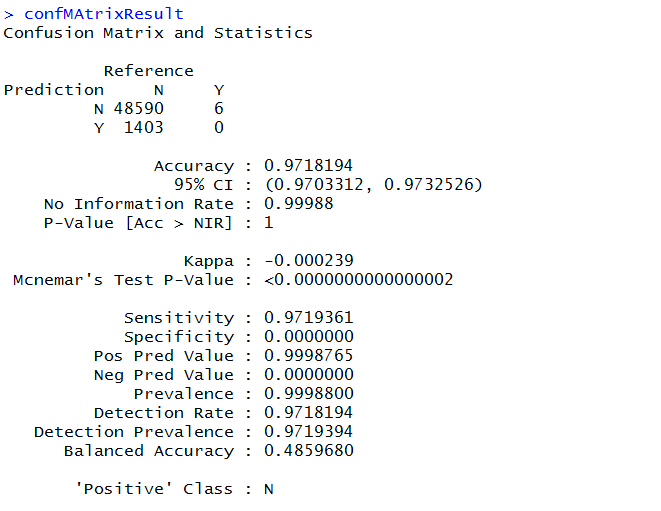 > confMAtrixResult
Confusion Matrix and Statistics
Reference
Prediction N Y
N 48590 6
Y 1403 0
Accuracy : 0.9718194
95% CI : (0.9703312, 0.9732526)
No Information Rate : 0.99988
P-Value [Acc > NIR] : 1
Kappa : -0.000239
Mcnemar's Test P-Value : <0.0000000000000002
Sensitivity : 0.9719361
Specificity : 0.0000000
Pos Pred Value : 0.9998765
Neg Pred Value : 0.0000000
Prevalence : 0.9998800
Detection Rate : 0.9718194
Detection Prevalence : 0.9719394
Balanced Accuracy : 0.4859680
'Positive' Class : N